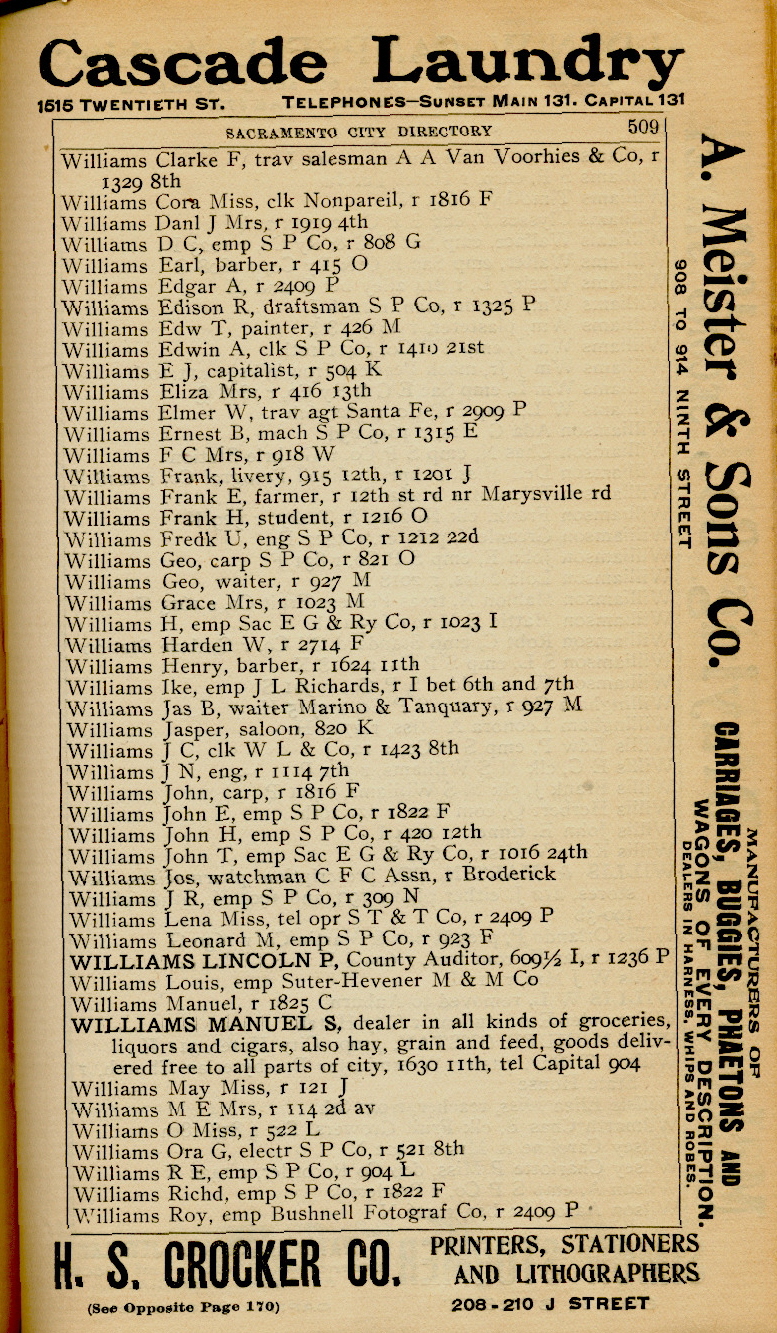 Cascade Laundry
1515 TWENTIETH ST. TELEPHONES—SUNSET MAIN 131. CAPITAL 131
SACRAMENTO CITY DIRECTORY 509
Williams Clarke F, trav salesman A A Van Voorhies & Co, r
1329 8th
Williams Cora Miss, clk Nonpareil, r 1816 F
Williams Danl J Mrs, r 1919 4th
Williams D C, emp S P Co, r 808 G
Williams Earl, barber, r 415 O
Williams Edgar A, r 2409 P
Williams Edison R, draftsman S P Co, r 1325 P
Williams Edw T, painter, r 426 M
Williams Edwin A, clk S P Co, r 1410 21st
Williams E J, capitalist, r 504 K
Williams Eliza Mrs, r 416 13th
Williams Elmer W, trav agt Santa Fe, r 2909 P
Williams Ernest B, mach S P Co, r 1315 E
Williams F C Mrs, r 918 W
Williams Frank, livery, 915 12th, r 1201 J
Williams Frank E, farmer, r 12th st rd nr Marysville rd
Williams Frank H, student, r 1216 O
Williams Fredk U, eng S P Co, r 1212 22d
Williams Geo, carp S P Co, r 821 O
Williams Geo, waiter, r 927 M
Williams Grace Mrs, r 1023 M
Williams H, emp Sac E G & Ry Co, r 1023 I
Williams Harden W, r 2714 F
Williams Henry, barber, r 1624 11th
Williams Ike, emp J L Richards, r I bet 6th and 7th
Williams Jas B, waiter Marino & Tanquary, r 927 M
Williams Jasper, saloon, 820 K
Williams J C, clk W L & Co, r 1423 8th
Williams J N, eng, r 1114 7th
Williams John, carp, r 1816 F
Williams John E, emp S P Co, r 1822 F
Williams John H, emp S P Co, r 420 12th
Williams John T, emp Sac E G & Ry Co, r 1016 24th
Williams Jos, watchman C F C Assn, r Broderick
Williams J R, emp S P Co, r 309 N
Williams Lena Miss, tel opr S T & T Co, r 2409 P
Williams Leonard M, emp S P Co, r 923 F
WILLIAMS LINCOLN P, County Auditor, 609½ I, r 1236 P
Williams Louis, emp Suter-Hevener M & M Co
Williams Manuel, r 1825 C
WILLIAMS MANUEL S, dealer in all kinds of groceries,
liquors and cigars, also hay, grain and feed, goods deliv-
ered free to all parts of city, 1630 11th, tel Capital 904
Williams May Miss, r 121 J
Williams M E Mrs, r 114 2d av
Williams O Miss, r 522 L
Williams Ora G, electr S P Co, r 521 8th
Williams R E, emp S P Co, r 904 L
Williams Richd, emp S P Co, r 1822 F
Williams Roy, emp Bushnell Fotograf Co, r 2409 P
A. Meister & Sons Co.
908 TO 914 NINTH STREET
MANUFACTURERS OF
CARRIAGES, BUGGIES, PHAETONS AND
WAGONS OF EVERY DESCRIPTION.
DEALERS IN HARNESS, WHIPS AND ROBES.
H. S. CROCKER CO.
(See Opposite Page 170)
PRINTERS, STATIONERS
AND LITHOGRAPHERS
208-210 J STREET